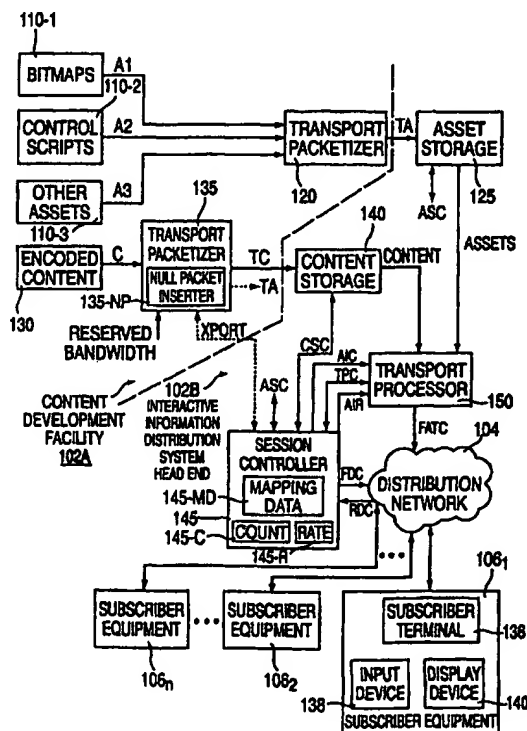 110-1
BITMAPS
A1
110-2
CONTROL
SCRIPTS
A2
OTHER
ASSETS
A3
110-3
TRANSPORT
PACKETIZER
120
TA
ASSET
STORAGE
125
ASC
ASSETS
ENCODED
CONTENT
130
C
135
TRANSPORT
PACKETIZER
NULL PACKET
INSERTER
135-NP
TC
TA
RESERVED
BANDWIDTH
XPORT
140
CONTENT
STORAGE
CONTENT
CSC
CONTENT
DEVELOPMENT
FACILITY
102A
102B
INTERACTIVE
INFORMATION
DISTRIBUTION
SYSTEM
HEAD END
ASC
AIC
TPC
AIR
TRANSPORT
PROCESSOR
150
FATC
104
SESSION
CONTROLLER
MAPPING
DATA
145-MD
145
COUNT
RATE
145-C
145-R
FDC
RDC
DISTRIBUTION
NETWORK
SUBSCRIBER
EQUIPMENT
106n
SUBSCRIBER
EQUIPMENT
1062
1061
SUBSCRIBER
TERMINAL
138
INPUT
DEVICE
138
DISPLAY
DEVICE
140
SUBSCRIBER EQUIPMENT